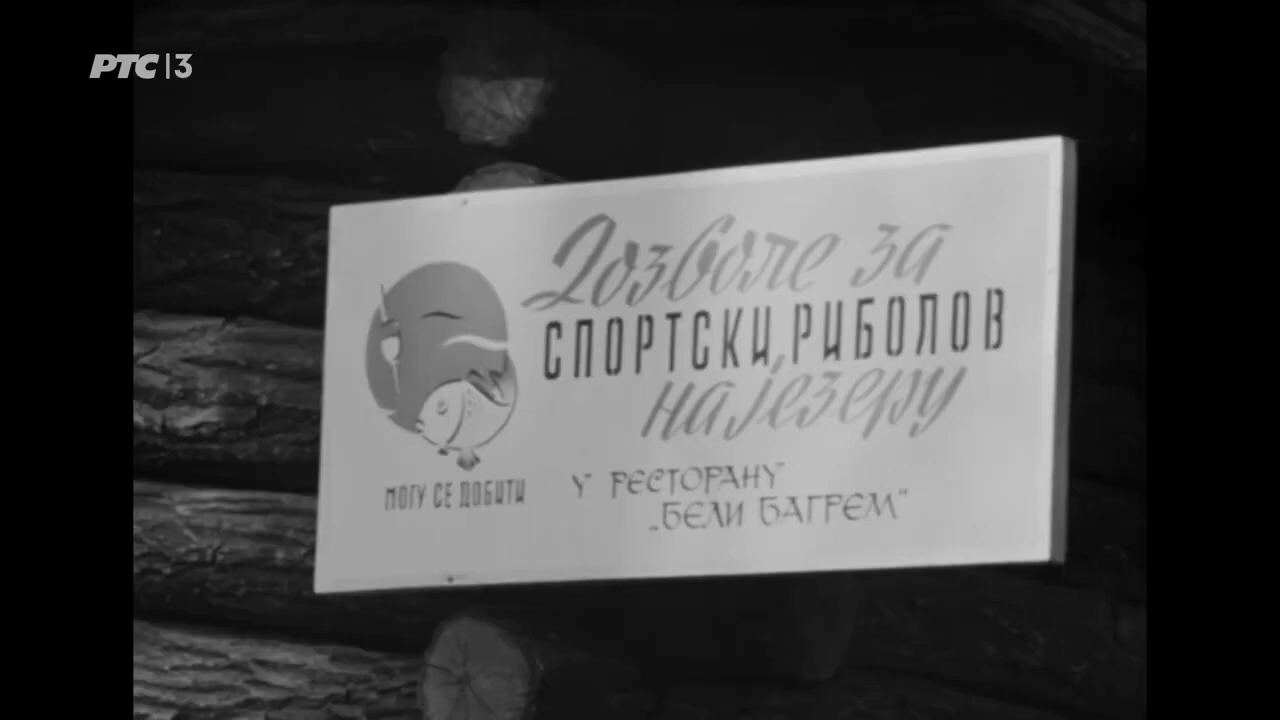 РТС|3
Дозволе за
СПОРТСКИ РИБОЛОВ
на језеру
МОГУ СЕ ДОБИТИ У РЕСТОРАНУ
„БЕЛИ БАГРЕМ“